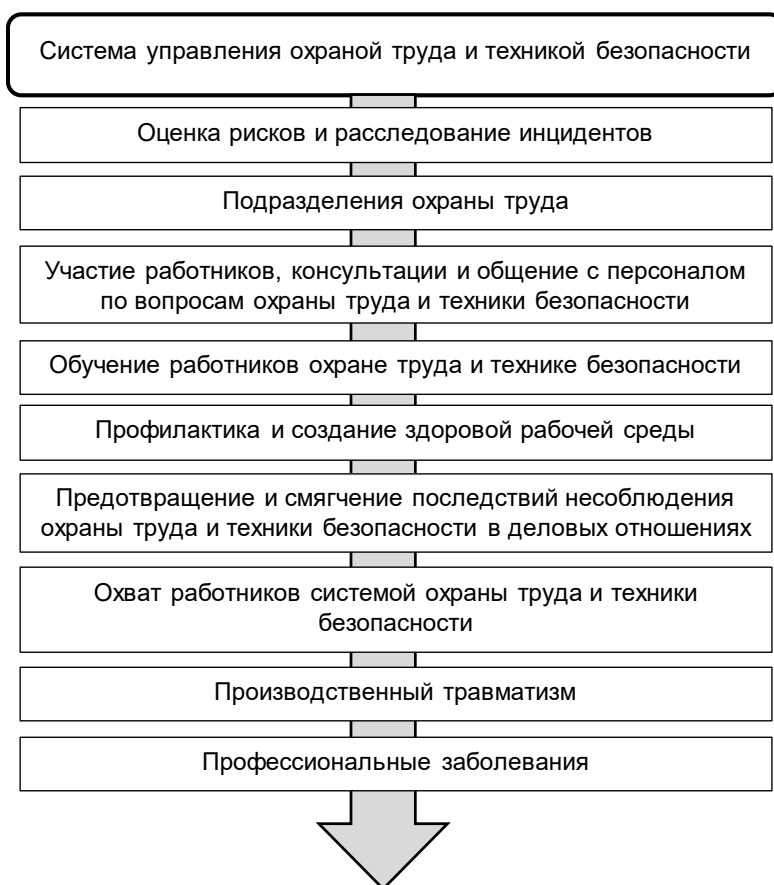 Система управления охраной труда и техникой безопасности
Оценка рисков и расследование инцидентов
Подразделения охраны труда
Участие работников, консультации и общение с персоналом
по вопросам охраны труда и техники безопасности
Обучение работников охране труда и технике безопасности
Профилактика и создание здоровой рабочей среды
Предотвращение и смягчение последствий несоблюдения
охраны труда и техники безопасности в деловых отношениях
Охват работников системой охраны труда и техники
безопасности
Производственный травматизм
Профессиональные заболевания